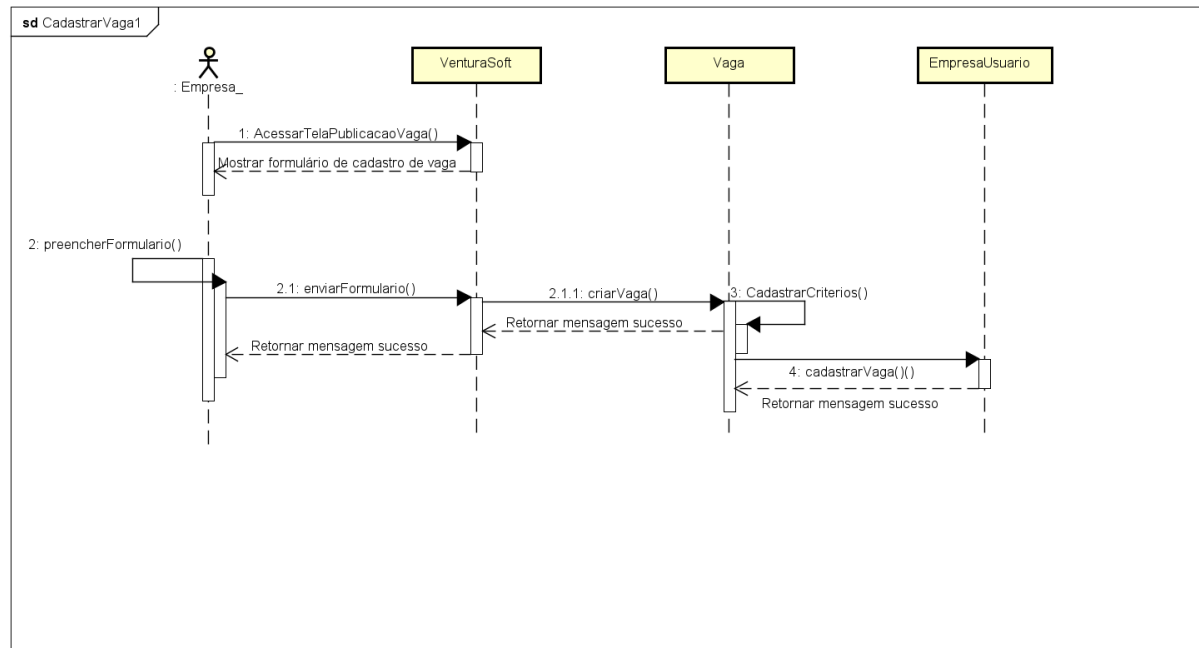 sd CadastrarVaga1
: Empresa_
VenturaSoft
Vaga
EmpresaUsuario
1: AcessarTelaPublicacaoVaga()
Mostrar formulário de cadastro de vaga
2: preencherFormulario()
2.1: enviarFormulario()
2.1.1: criarVaga()
3: CadastrarCriterios()
Retornar mensagem sucesso
Retornar mensagem sucesso
4: cadastrarVaga()()
Retornar mensagem sucesso